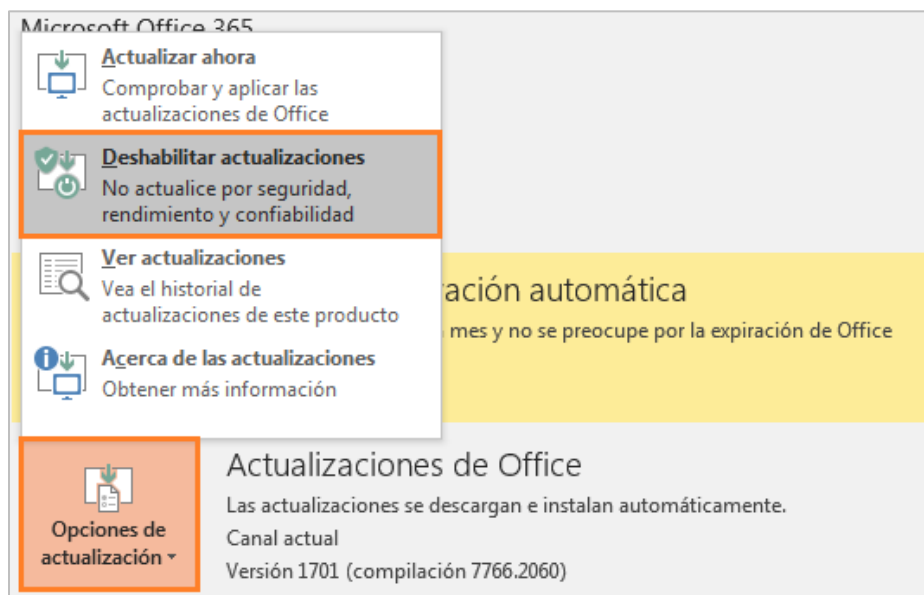 Microsoft Office 365
Actualizar ahora
Comprobar y aplicar las
actualizaciones de Office
Deshabilitar actualizaciones
No actualice por seguridad,
rendimiento y confiabilidad
Ver actualizaciones
Vea el historial de
actualizaciones de este producto
Acerca de las actualizaciones
Obtener más información
ración automática
mes y no se preocupe por la expiración de Office
Opciones de
actualización
Actualizaciones de Office
Las actualizaciones se descargan e instalan automáticamente.
Canal actual
Versión 1701 (compilación 7766.2060)